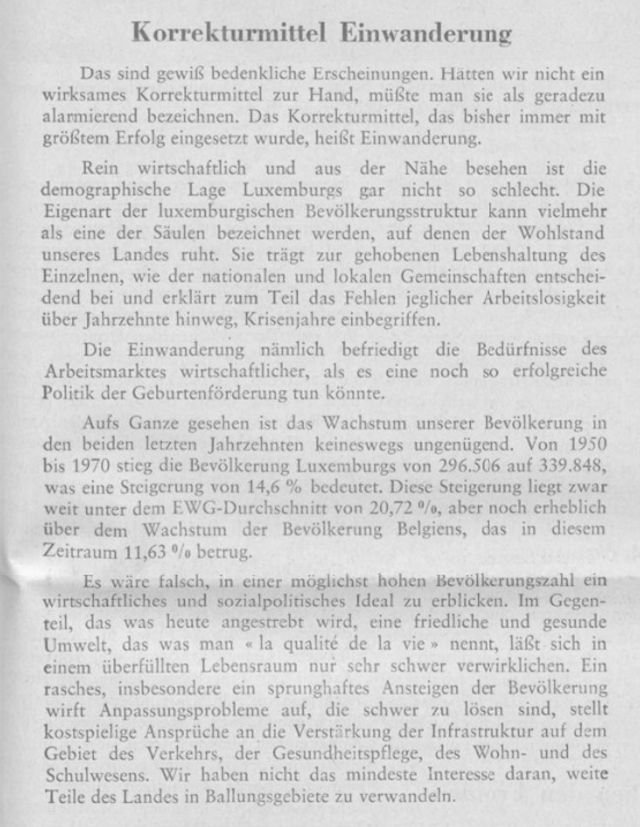 Korrekturmittel Einwanderung
Das sind gewiß bedenkliche Erscheinungen. Hätten wir nicht ein
wirksames Korrekturmittel zur Hand, müßte man sie als geradezu
alarmierend bezeichnen. Das Korrekturmittel, das bisher immer mit
größtem Erfolg eingesetzt wurde, heißt Einwanderung.
Rein wirtschaftlich und aus der Nähe besehen ist die
demographische Lage Luxemburgs gar nicht so schlecht. Die
Eigenart der luxemburgischen Bevölkerungsstruktur kann vielmehr
als eine der Säulen bezeichnet werden, auf denen der Wohlstand
unseres Landes ruht. Sie trägt zur gehobenen Lebenshaltung des
Einzelnen, wie der nationalen und lokalen Gemeinschaften entschei-
dend bei und erklärt zum Teil das Fehlen jeglicher Arbeitslosigkeit
über Jahrzehnte hinweg, Krisenjahre einbegriffen.
Die Einwanderung nämlich befriedigt die Bedürfnisse des
Arbeitsmarktes wirtschaftlicher, als es eine noch so erfolgreiche
Politik der Geburtenförderung tun könnte.
Aufs Ganze gesehen ist das Wachstum unserer Bevölkerung in
den beiden letzten Jahrzehnten keineswegs ungenügend. Von 1950
bis 1970 stieg die Bevölkerung Luxemburgs von 296.506 auf 339.848,
was eine Steigerung von 14,6 % bedeutet. Diese Steigerung liegt zwar
weit unter dem EWG-Durchschnitt von 20,72 %, aber noch erheblich
über dem Wachstum der Bevölkerung Belgiens, das in diesem
Zeitraum 11,63 % betrug.
Es wäre falsch, in einer möglichst hohen Bevölkerungszahl ein
wirtschaftliches und sozialpolitisches Ideal zu erblicken. Im Gegen-
teil, das was heute angestrebt wird, eine friedliche und gesunde
Umwelt, das was man « la qualité de la vie » nennt, läßt sich in
einem überfüllten Lebensraum nur sehr schwer verwirklichen. Ein
rasches, insbesondere ein sprunghaftes Ansteigen der Bevölkerung
wirft Anpassungsprobleme auf, die schwer zu lösen sind, stellt
kostspielige Ansprüche an die Verstärkung der Infrastruktur auf dem
Gebiet des Verkehrs, der Gesundheitspflege, des Wohn- und des
Schulwesens. Wir haben nicht das mindeste Interesse daran, weite
Teile des Landes in Ballungsgebiete zu verwandeln.